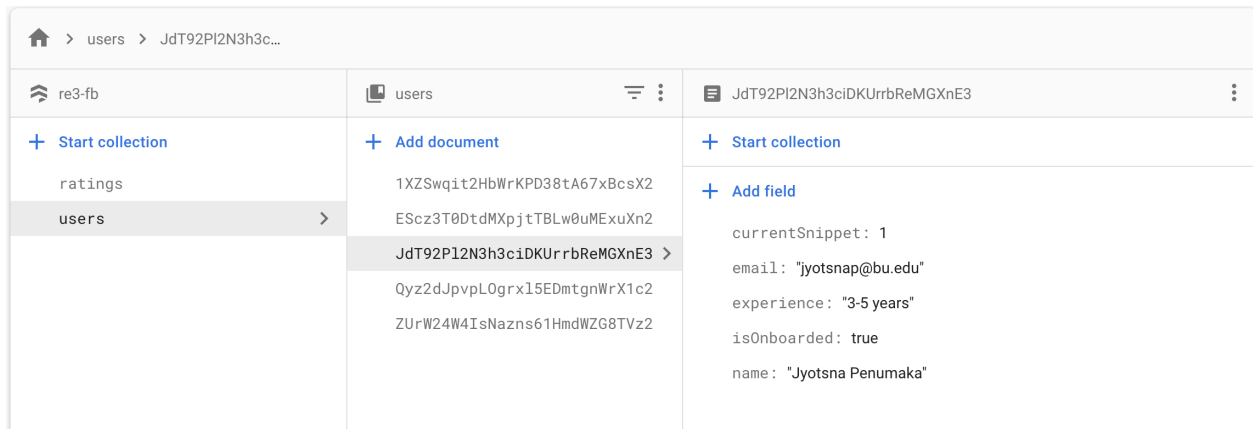 users JdT92Pl2N3h3c…
re3-fb
Start collection
ratings
users
users
Add document
1XZSwqit2HbWrKPD38tA67xBcsX2
EScz3T0DtdMXpjtTBLw0uMExuXn2
JdT92Pl2N3h3ciDKUrrbReMGXnE3
Qyz2dJpvpLOgrxl5EDmtgnWrX1c2
ZUrW24W4IsNazns61HmdWZG8TVz2
JdT92Pl2N3h3ciDKUrrbReMGXnE3
Start collection
Add field
currentSnippet: 1
email: "jyotsnap@bu.edu"
experience: "3-5 years"
isOnboarded: true
name: "Jyotsna Penumaka"